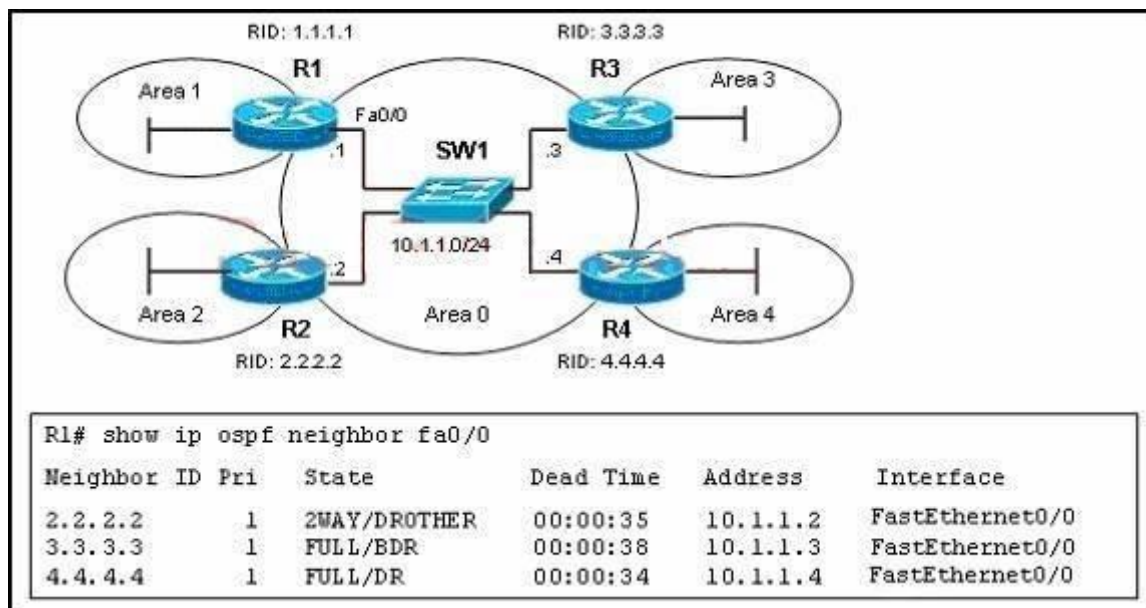 RID: 1.1.1.1 RID: 3.3.3.3
R1 R3
Area 1 Area 3
Fa0/0
SW1
.1 .3
10.1.1.0/24
.2 .4
Area 2 Area 0 Area 4
R2 R4
RID: 2.2.2.2 RID: 4.4.4.4
R1# show ip ospf neighbor fa0/0
Neighbor ID Pri State Dead Time Address Interface
2.2.2.2 1 2WAY/DROTHER 00:00:35 10.1.1.2 FastEthernet0/0
3.3.3.3 1 FULL/BDR 00:00:38 10.1.1.3 FastEthernet0/0
4.4.4.4 1 FULL/DR 00:00:34 10.1.1.4 FastEthernet0/0